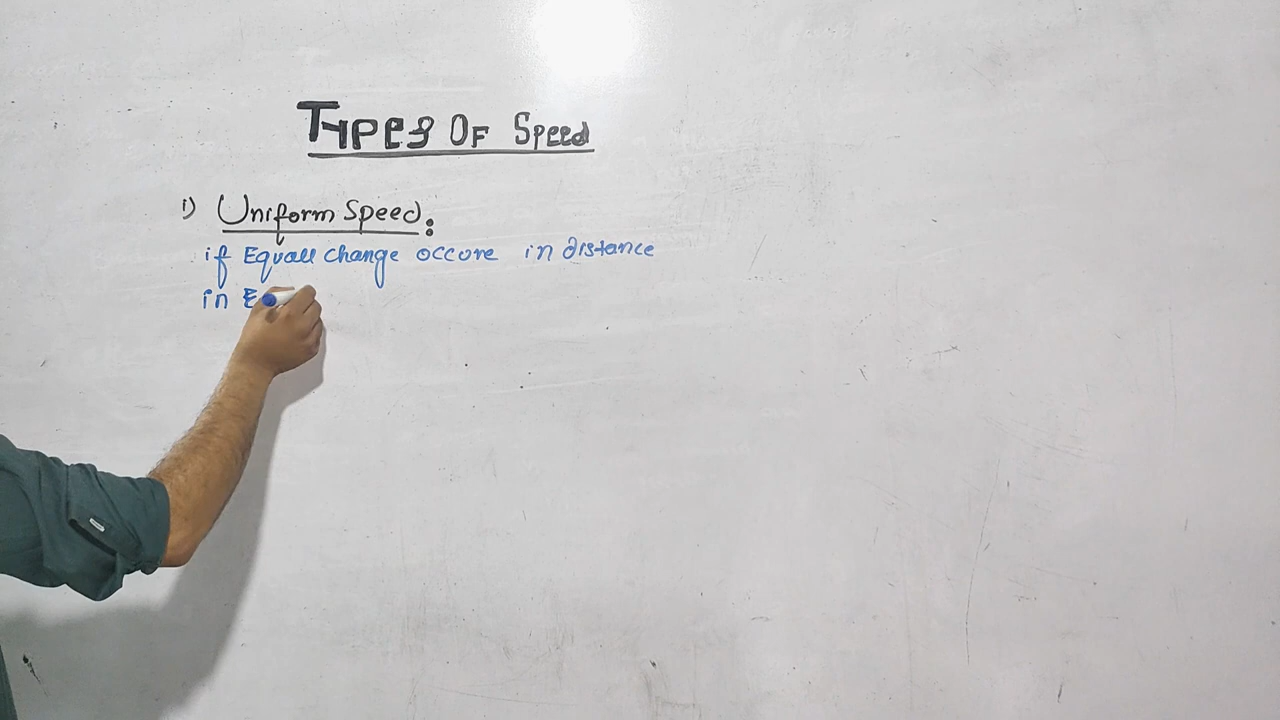 Types Of Speed
1) Uniform Speed:
if Equall change occure in distance
in E